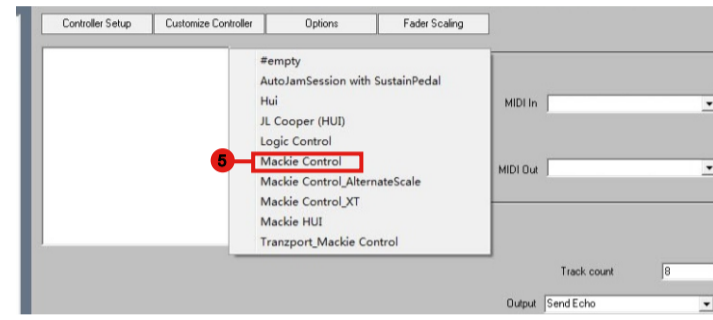 Controller Setup Customize Controller Options Fader Scaling
#empty
AutoJamSession with SustainPedal
Hui
JL Cooper (HUI)
Logic Control
5 Mackie Control
Mackie Control_AlternateScale
Mackie Control_XT
Mackie HUI
Tranzport_Mackie Control
MIDI In
MIDI Out
Track count 8
Output Send Echo